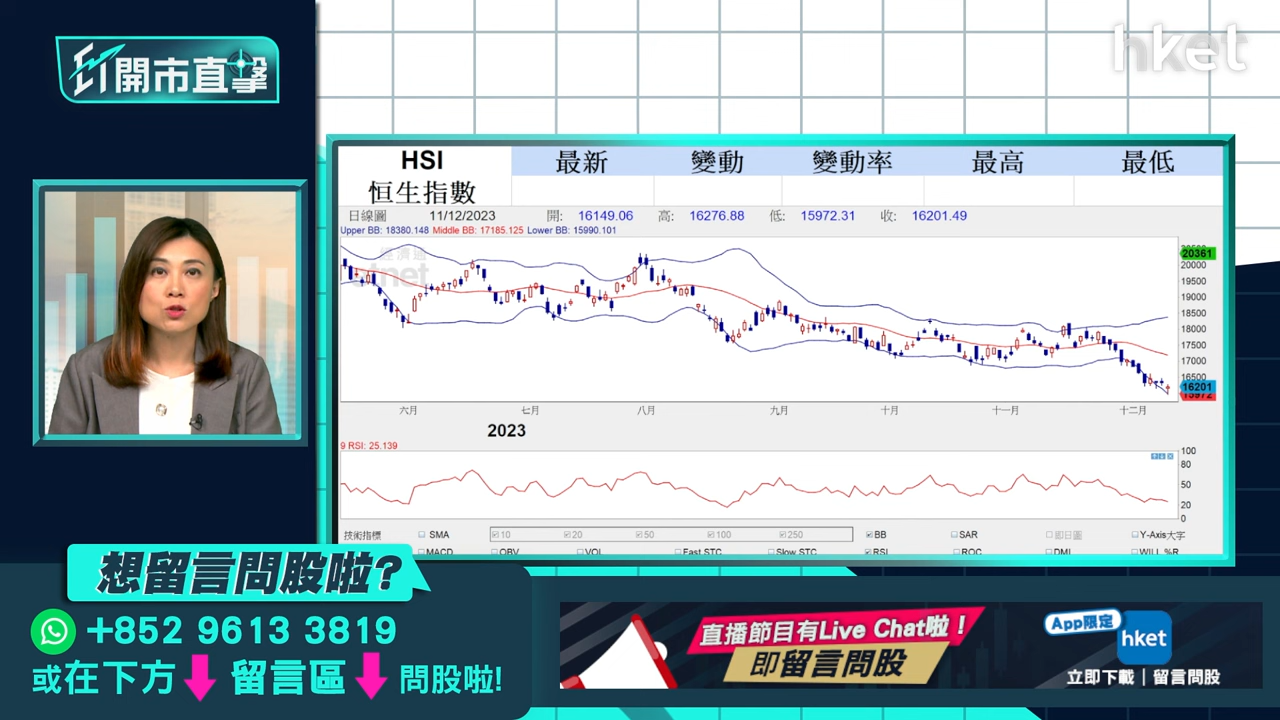 開市直擊
hket
HSI 最新 變動 變動率 最高 最低
恒生指數
日線圖 11/12/2023 開: 16149.06 高: 16276.88 低: 15972.31 收: 16201.49
Upper BB: 18380.148 Middle BB: 17185.125 Lower BB: 15990.101
經濟通
etnet
20361
20000
19500
19000
18500
18000
17500
17000
16500
16201
15972
六月 七月 八月 九月 十月 十一月 十二月
2023
9 RSI: 25.139
100
80
50
20
0
技術指標 SMA 10 20 50 100 250 BB SAR 即日圖 Y-Axis大字
MACD OBV VOL Fast STC Slow STC RSI ROC DMI WILL %R
想留言問股啦?
+852 9613 3819
或在下方 留言區 問股啦!
直播節目有Live Chat啦!
即留言問股
App限定
hket
立即下載|留言問股